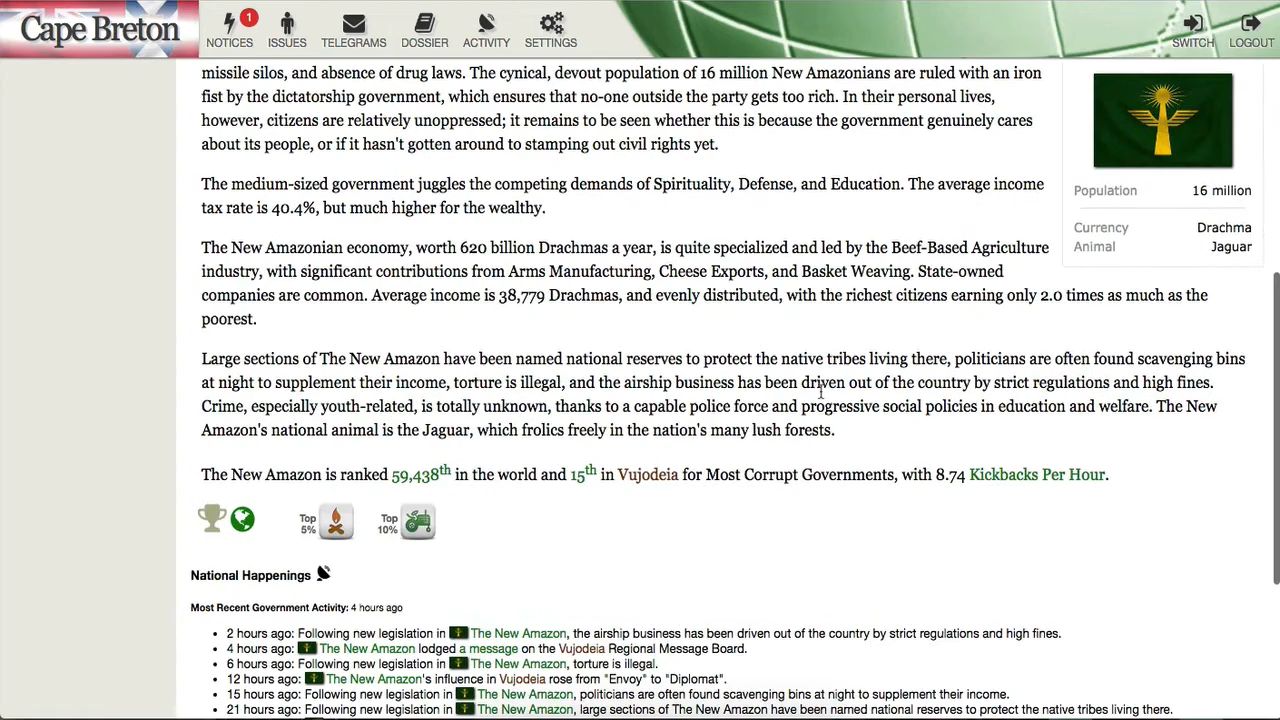 Cape Breton
1
NOTICES ISSUES TELEGRAMS DOSSIER ACTIVITY SETTINGS SWITCH LOGOUT
missile silos, and absence of drug laws. The cynical, devout population of 16 million New Amazonians are ruled with an iron
fist by the dictatorship government, which ensures that no-one outside the party gets too rich. In their personal lives,
however, citizens are relatively unoppressed; it remains to be seen whether this is because the government genuinely cares
about its people, or if it hasn't gotten around to stamping out civil rights yet.
Population 16 million
Currency Drachma
Animal Jaguar
The medium-sized government juggles the competing demands of Spirituality, Defense, and Education. The average income
tax rate is 40.4%, but much higher for the wealthy.
The New Amazonian economy, worth 620 billion Drachmas a year, is quite specialized and led by the Beef-Based Agriculture
industry, with significant contributions from Arms Manufacturing, Cheese Exports, and Basket Weaving. State-owned
companies are common. Average income is 38,779 Drachmas, and evenly distributed, with the richest citizens earning only 2.0 times as much as the
poorest.
Large sections of The New Amazon have been named national reserves to protect the native tribes living there, politicians are often found scavenging bins
at night to supplement their income, torture is illegal, and the airship business has been driven out of the country by strict regulations and high fines.
Crime, especially youth-related, is totally unknown, thanks to a capable police force and progressive social policies in education and welfare. The New
Amazon's national animal is the Jaguar, which frolics freely in the nation's many lush forests.
The New Amazon is ranked 59,438th in the world and 15th in Vujodeia for Most Corrupt Governments, with 8.74 Kickbacks Per Hour.
Top 5% Top 10%
National Happenings
Most Recent Government Activity: 4 hours ago
• 2 hours ago: Following new legislation in The New Amazon, the airship business has been driven out of the country by strict regulations and high fines.
• 4 hours ago: The New Amazon lodged a message on the Vujodeia Regional Message Board.
• 6 hours ago: Following new legislation in The New Amazon, torture is illegal.
• 12 hours ago: The New Amazon's influence in Vujodeia rose from "Envoy" to "Diplomat".
• 15 hours ago: Following new legislation in The New Amazon, politicians are often found scavenging bins at night to supplement their income.
• 21 hours ago: Following new legislation in The New Amazon, large sections of The New Amazon have been named national reserves to protect the native tribes living there.